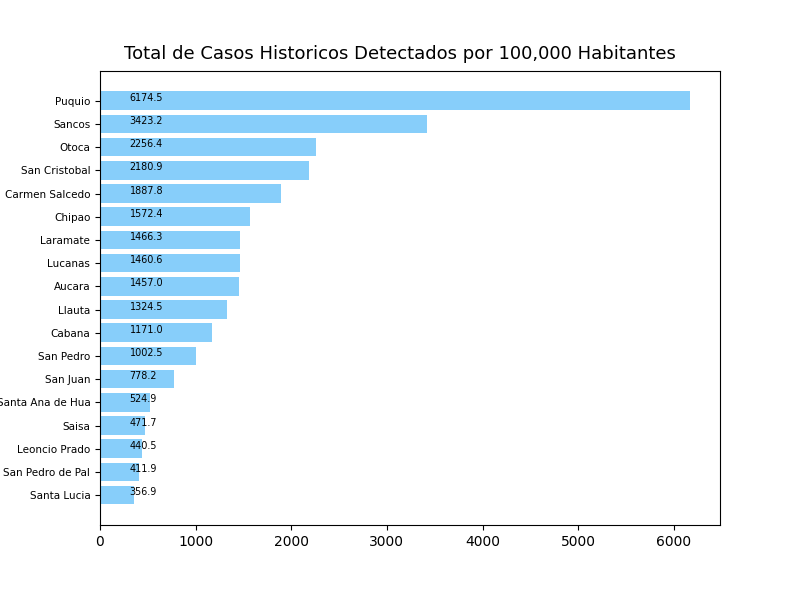 Total de Casos Historicos Detectados por 100,000 Habitantes
Puquio 6174.5
Sancos 3423.2
Otoca 2256.4
San Cristobal 2180.9
Carmen Salcedo 1887.8
Chipao 1572.4
Laramate 1466.3
Lucanas 1460.6
Aucara 1457.0
Llauta 1324.5
Cabana 1171.0
San Pedro 1002.5
San Juan 778.2
Santa Ana de Hua 524.9
Saisa 471.7
Leoncio Prado 440.5
San Pedro de Pal 411.9
Santa Lucia 356.9
0 1000 2000 3000 4000 5000 6000